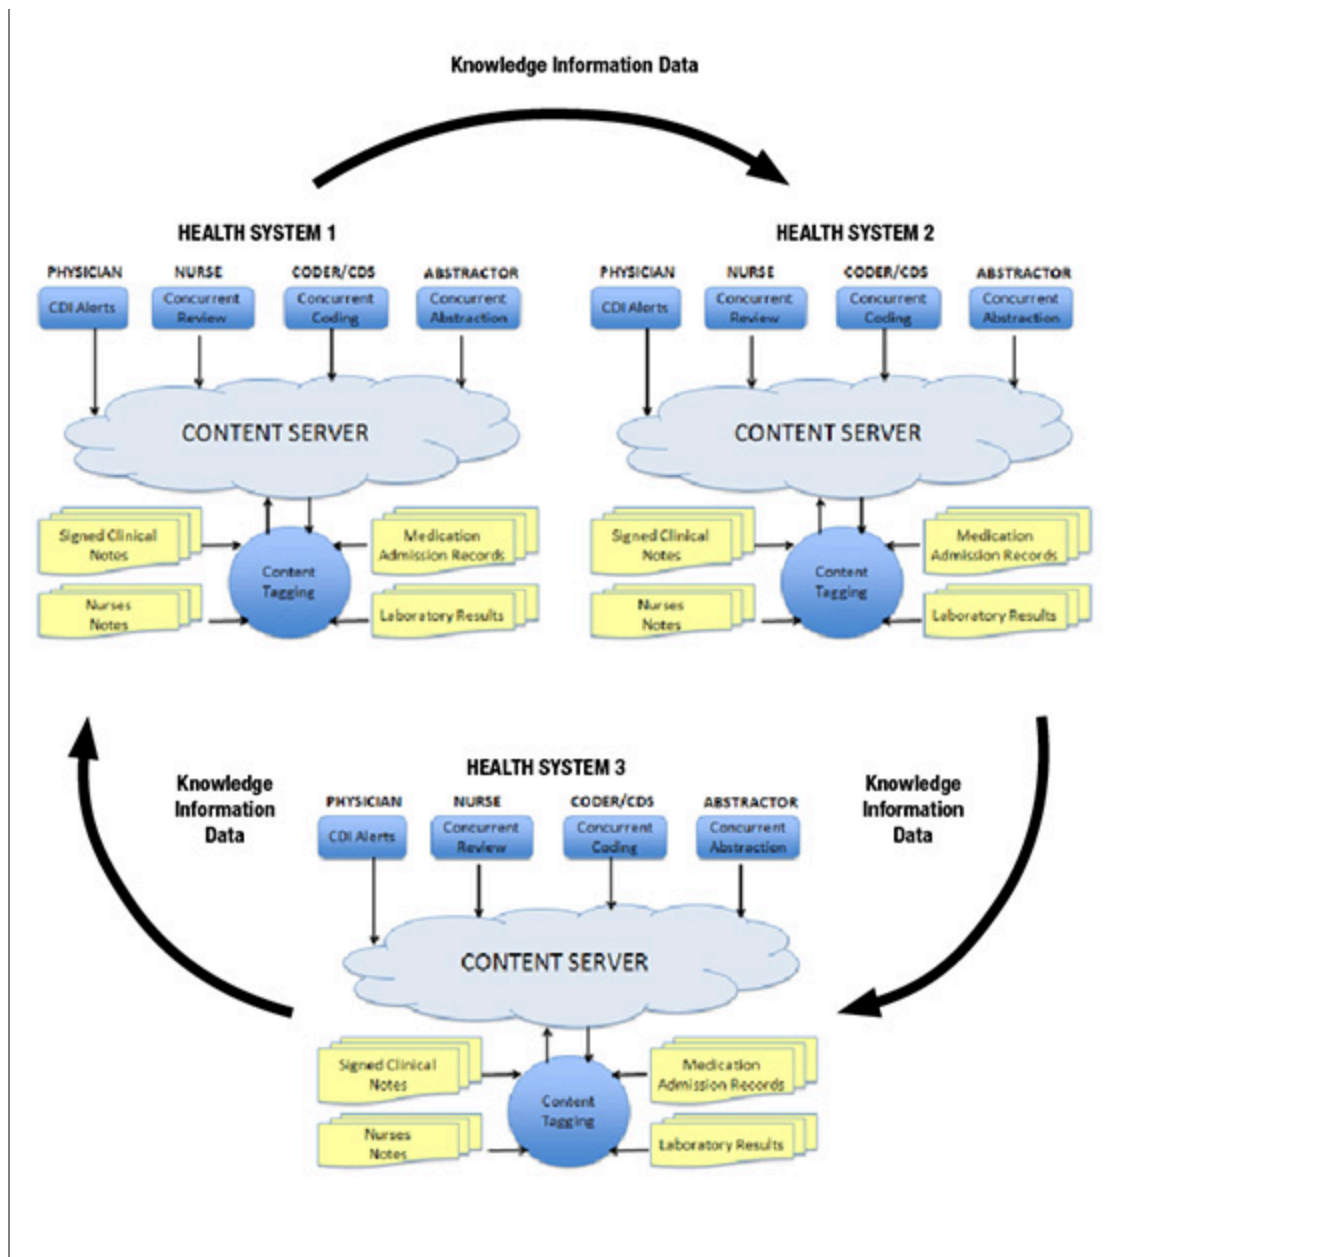 Knowledge Information Data
HEALTH SYSTEM 1
PHYSICIAN
NURSE
CODER/CDS
ABSTRACTOR
CDI Alerts
Concurrent
Review
Concurrent
Coding
Concurrent
Abstraction
CONTENT SERVER
Signed Clinical
Notes
Medication
Admission Records
Content
Tagging
Nurses
Notes
Laboratory Results
HEALTH SYSTEM 2
PHYSICIAN
NURSE
CODER/CDS
ABSTRACTOR
CDI Alerts
Concurrent
Review
Concurrent
Coding
Concurrent
Abstraction
CONTENT SERVER
Signed Clinical
Notes
Medication
Admission Records
Content
Tagging
Nurses
Notes
Laboratory Results
Knowledge
Information
Data
HEALTH SYSTEM 3
PHYSICIAN
NURSE
CODER/CDS
ABSTRACTOR
CDI Alerts
Concurrent
Review
Concurrent
Coding
Concurrent
Abstraction
CONTENT SERVER
Signed Clinical
Notes
Medication
Admission Records
Content
Tagging
Nurses
Notes
Laboratory Results
Knowledge
Information
Data